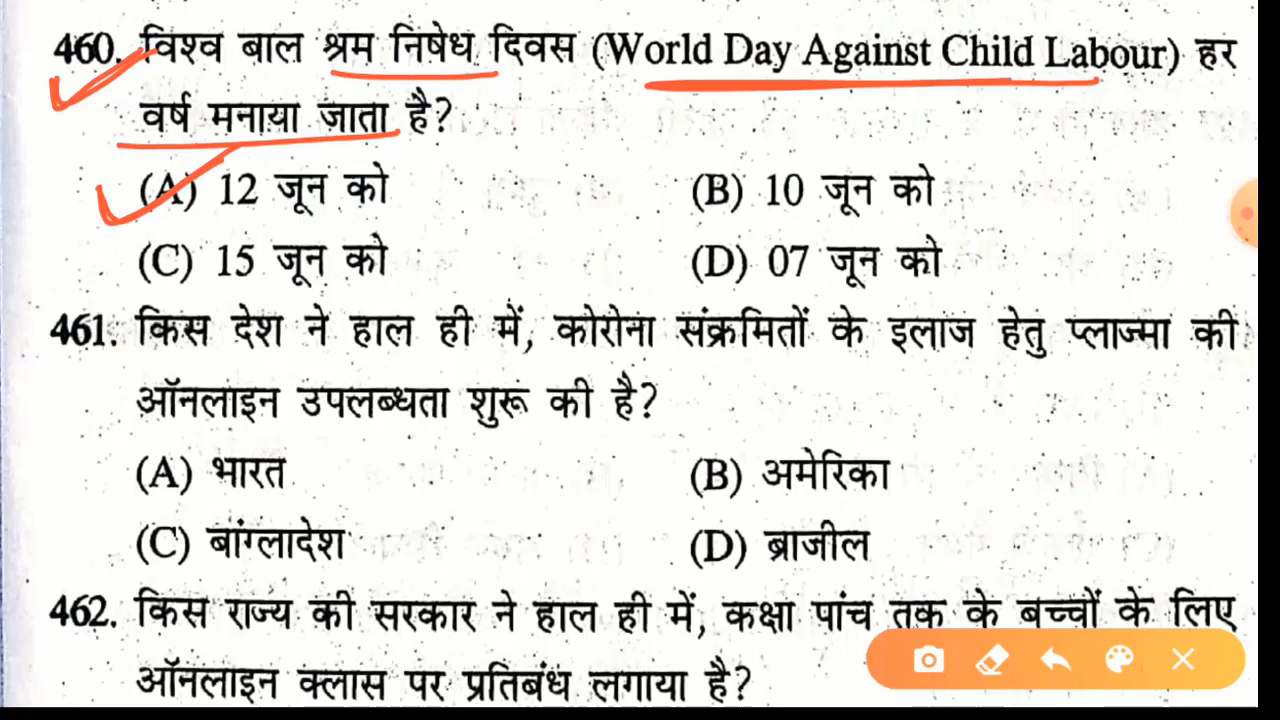 460. विश्व बाल श्रम निषेध दिवस (World Day Against Child Labour) हर
वर्ष मनाया जाता है?
(A) 12 जून को (B) 10 जून को
(C) 15 जून को (D) 07 जून को
461. किस देश ने हाल ही में, कोरोना संक्रमितों के इलाज हेतु प्लाज्मा की
ऑनलाइन उपलब्धता शुरू की है?
(A) भारत (B) अमेरिका
(C) बांग्लादेश (D) ब्राजील
462. किस राज्य की सरकार ने हाल ही में, कक्षा पांच तक के बच्चों के लिए
ऑनलाइन क्लास पर प्रतिबंध लगाया है?